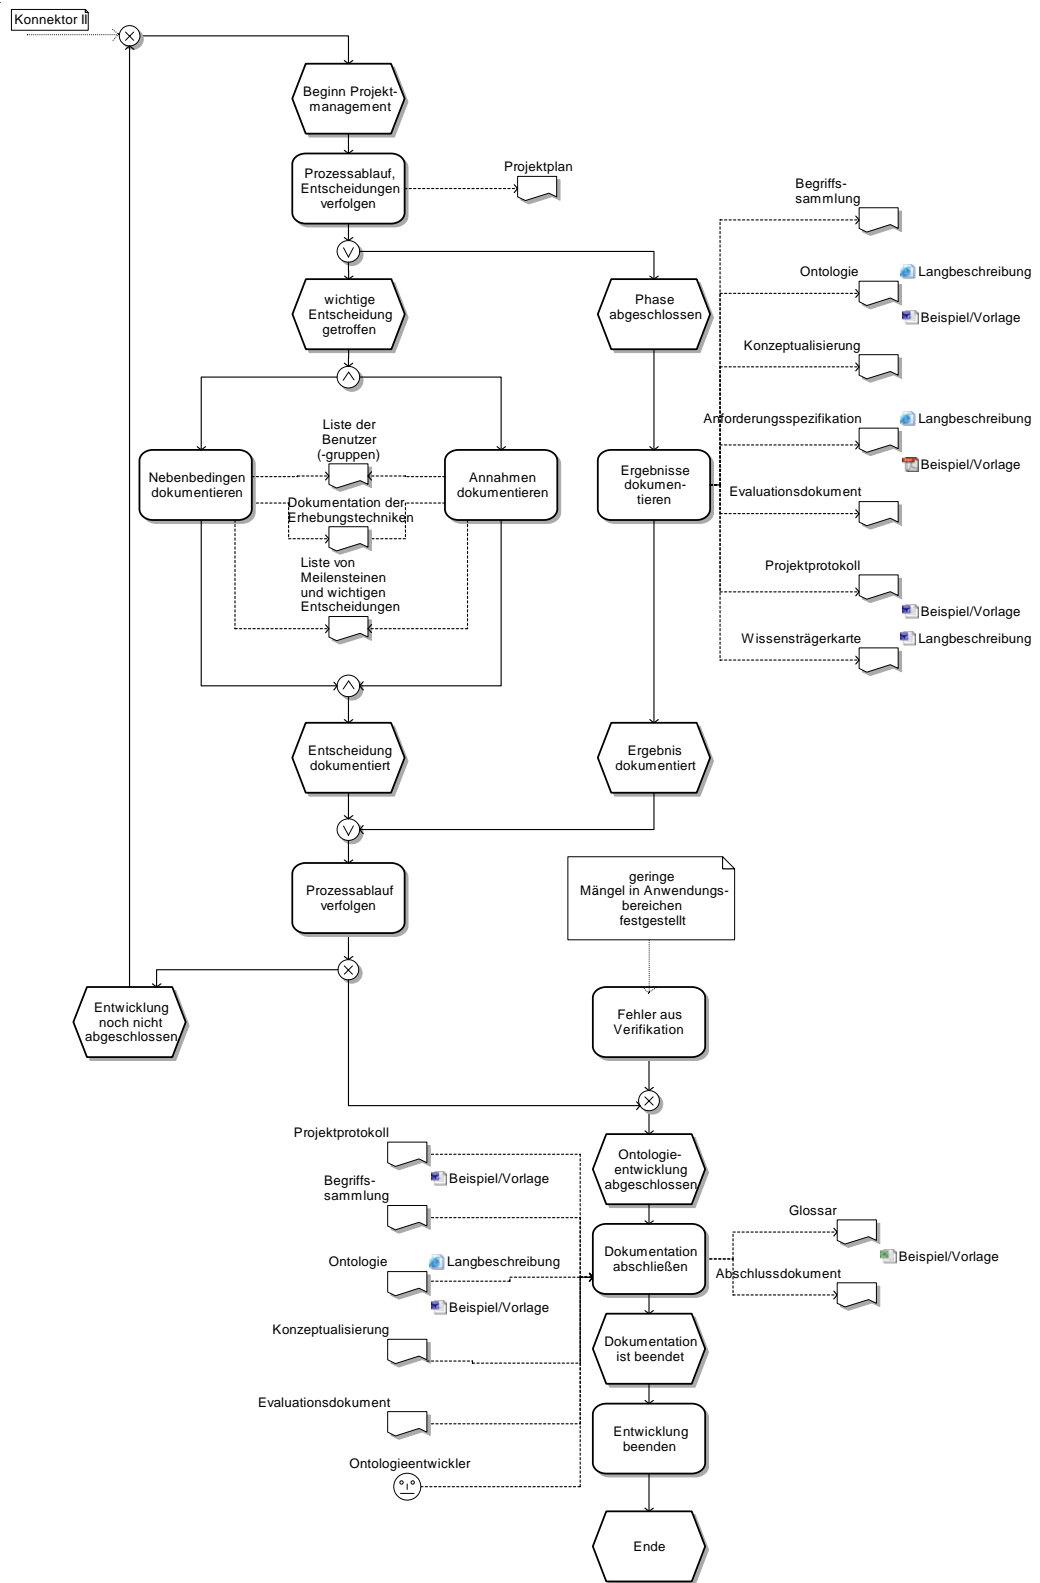 Konnektor II
Beginn Projekt-
management
Prozessablauf,
Entscheidungen
verfolgen
Projektplan
wichtige
Entscheidung
getroffen
Phase
abgeschlossen
Begriffs-
sammlung
Ontologie
Langbeschreibung
Beispiel/Vorlage
Konzeptualisierung
Anforderungsspezifikation
Langbeschreibung
Beispiel/Vorlage
Evaluationsdokument
Projektprotokoll
Beispiel/Vorlage
Wissensträgerkarte
Langbeschreibung
Nebenbedingen
dokumentieren
Liste der
Benutzer
(-gruppen)
Dokumentation der
Erhebungstechniken
Liste von
Meilensteinen
und wichtigen
Entscheidungen
Annahmen
dokumentieren
Ergebnisse
dokumen-
tieren
Entscheidung
dokumentiert
Ergebnis
dokumentiert
Prozessablauf
verfolgen
geringe
Mängel in Anwendungs-
bereichen
festgestellt
Entwicklung
noch nicht
abgeschlossen
Fehler aus
Verifikation
Ontologie-
entwicklung
abgeschlossen
Projektprotokoll
Beispiel/Vorlage
Begriffs-
sammlung
Ontologie
Langbeschreibung
Beispiel/Vorlage
Konzeptualisierung
Evaluationsdokument
Ontologieentwickler
Dokumentation
abschließen
Glossar
Beispiel/Vorlage
Abschlussdokument
Dokumentation
ist beendet
Entwicklung
beenden
Ende